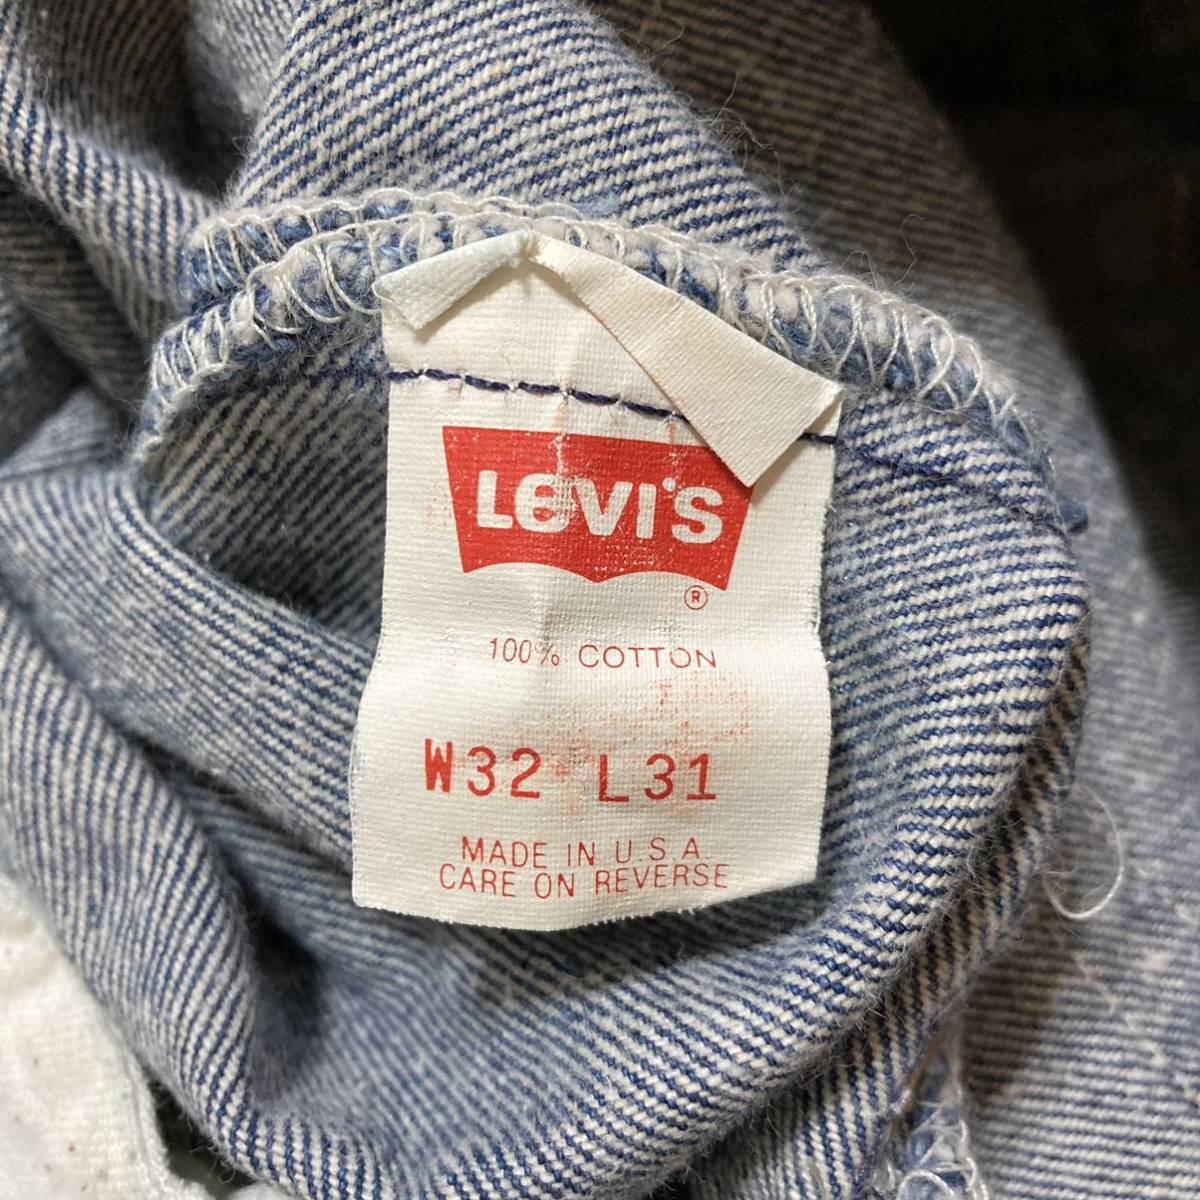 LEVI'S
®
100% COTTON
W32 L31
MADE IN U.S.A
CARE ON REVERSE